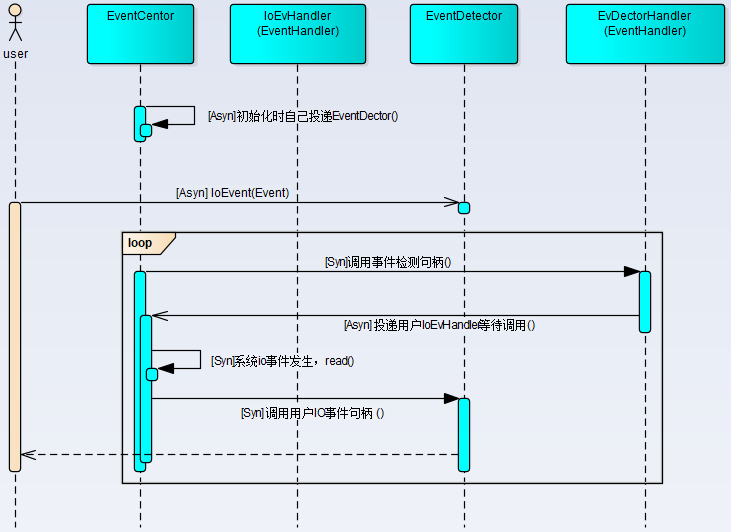 EventCentor
IoEvHandler
(EventHandler)
EventDetector
EvDectorHandler
(EventHandler)
user
[Asyn]初始化时自己投递EventDector()
[Asyn] IoEvent(Event)
loop
[Syn]调用事件检测句柄()
[Asyn]投递用户IoEvHandle等待调用()
[Syn]系统io事件发生，read()
[Syn]调用用户IO事件句柄 ()